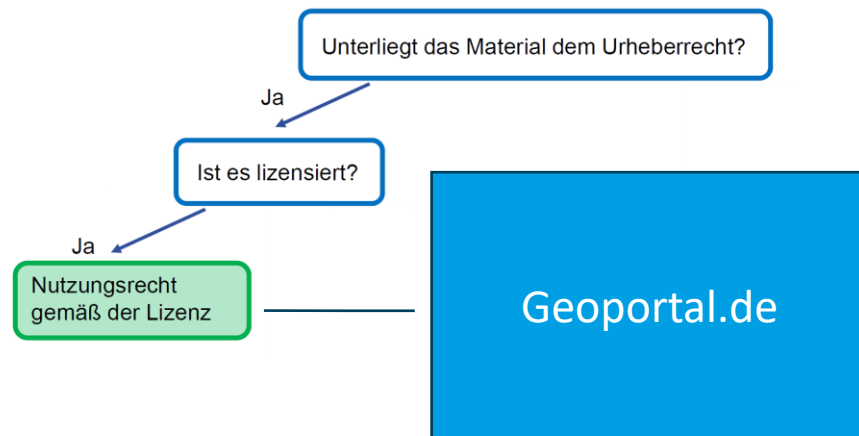 Unterliegt das Material dem Urheberrecht?
Ja
Ist es lizensiert?
Ja
Nutzungsrecht
gemäß der Lizenz
Geoportal.de